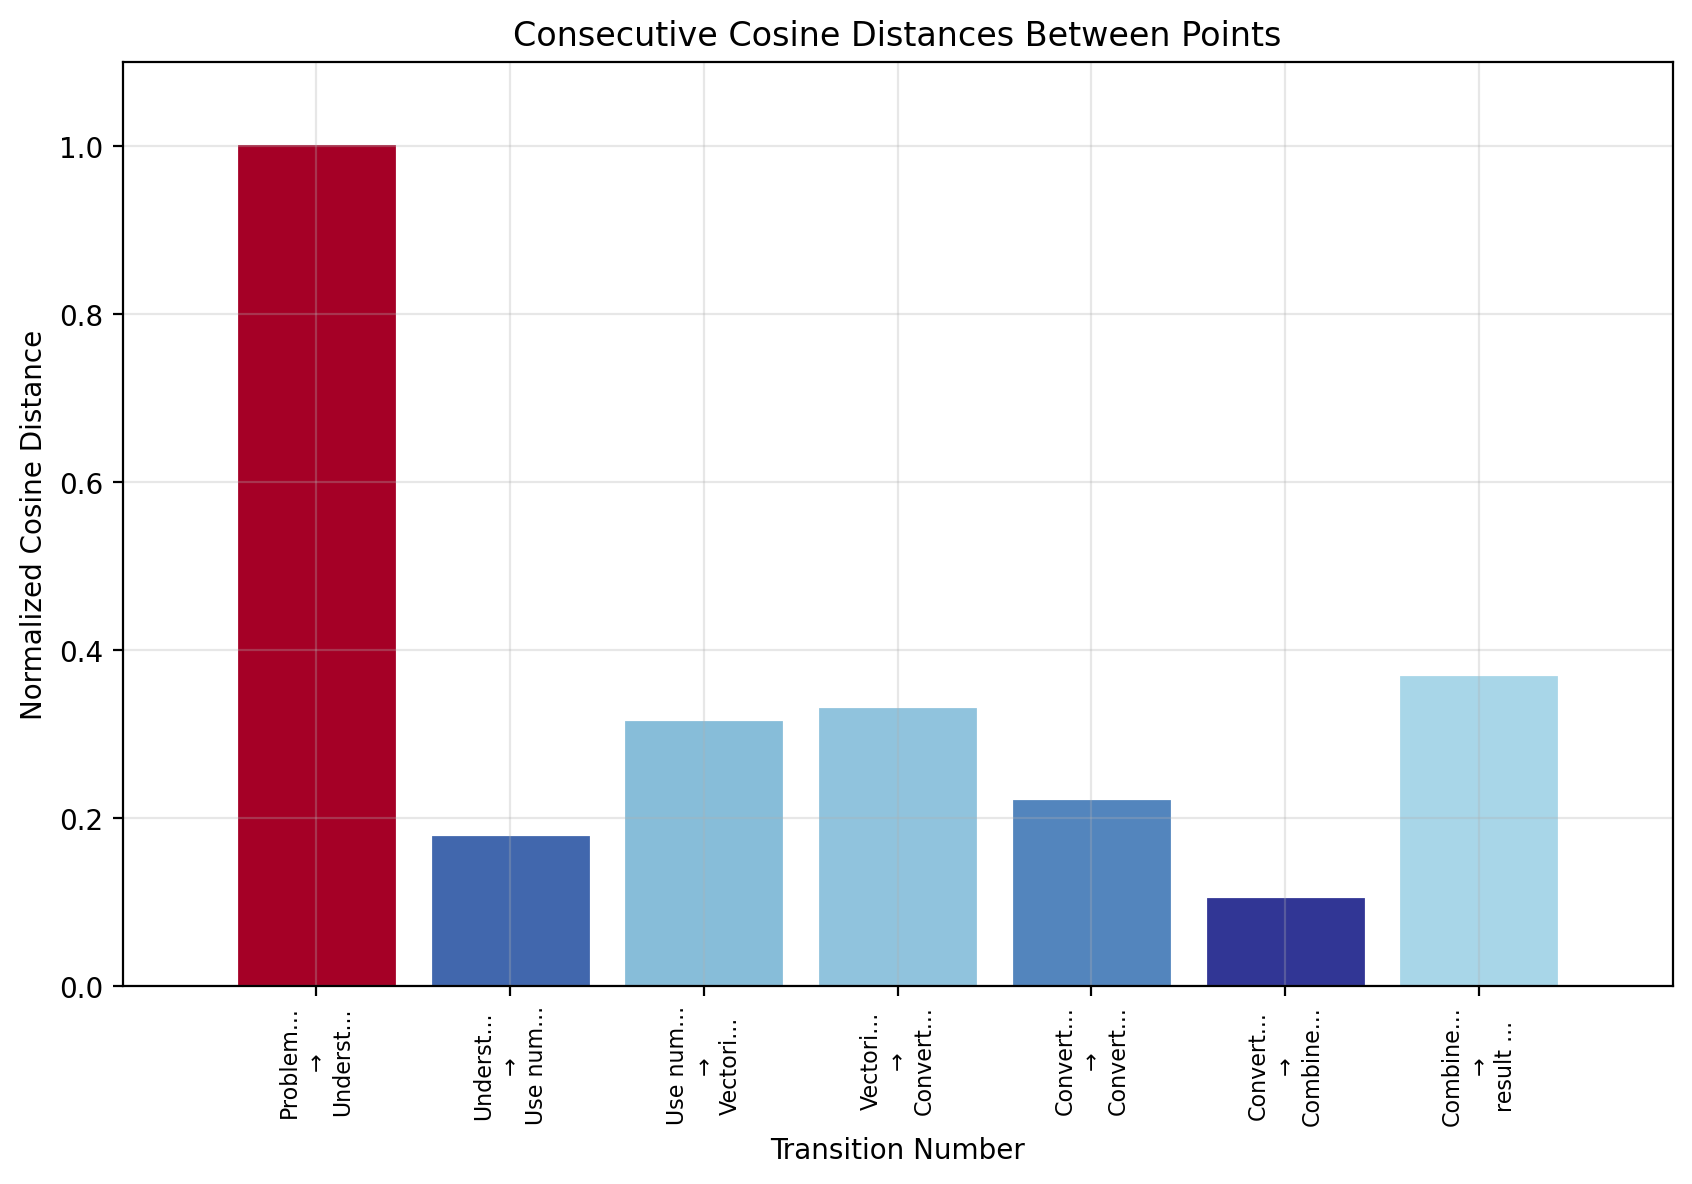 Consecutive Cosine Distances Between Points
Normalized Cosine Distance
1.0
0.8
0.6
0.4
0.2
0.0
Problem...
→
Underst...
Underst...
→
Use num...
Use num...
→
Vectori...
Vectori...
→
Convert...
Convert...
→
Convert...
Convert...
→
Combine...
Combine...
→
result ...
Transition Number